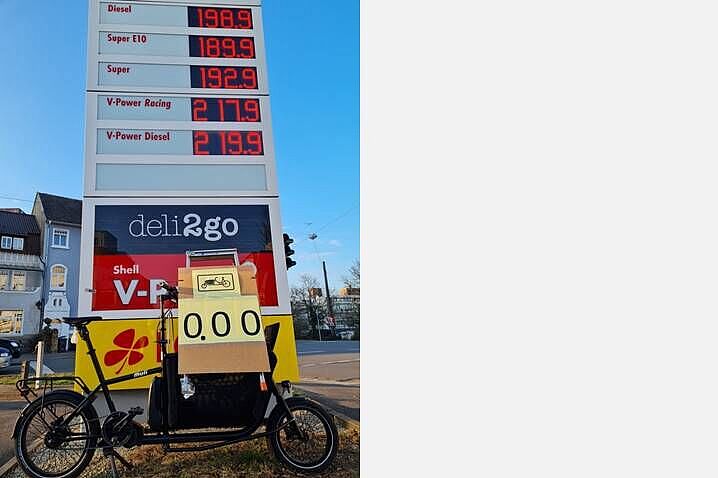 Diesel 198.9
Super E10 189.9
Super 192.9
V-Power Racing 217.9
V-Power Diesel 219.9
deli2go
Shell
0.00
muli